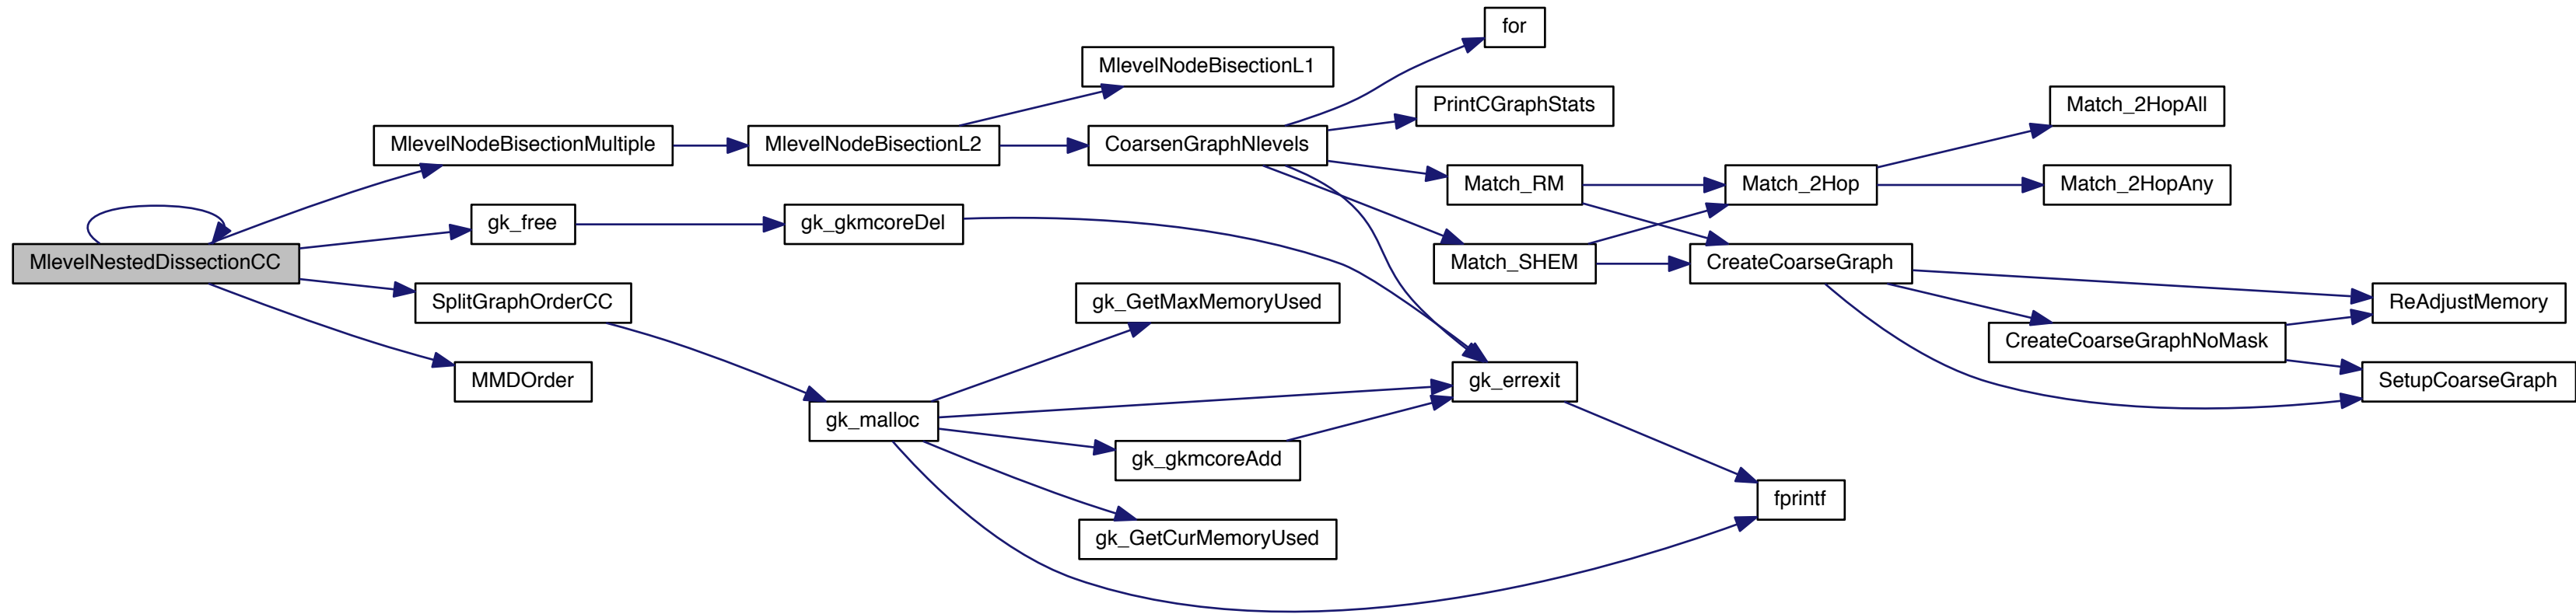 for
MlevelNodeBisectionL1
PrintCGraphStats
Match_2HopAll
MlevelNodeBisectionMultiple
MlevelNodeBisectionL2
CoarsenGraphNlevels
Match_RM
Match_2Hop
Match_2HopAny
gk_free
gk_gkmcoreDel
MlevelNestedDissectionCC
Match_SHEM
CreateCoarseGraph
SplitGraphOrderCC
gk_GetMaxMemoryUsed
ReAdjustMemory
CreateCoarseGraphNoMask
MMDOrder
gk_errexit
SetupCoarseGraph
gk_malloc
gk_gkmcoreAdd
fprintf
gk_GetCurMemoryUsed